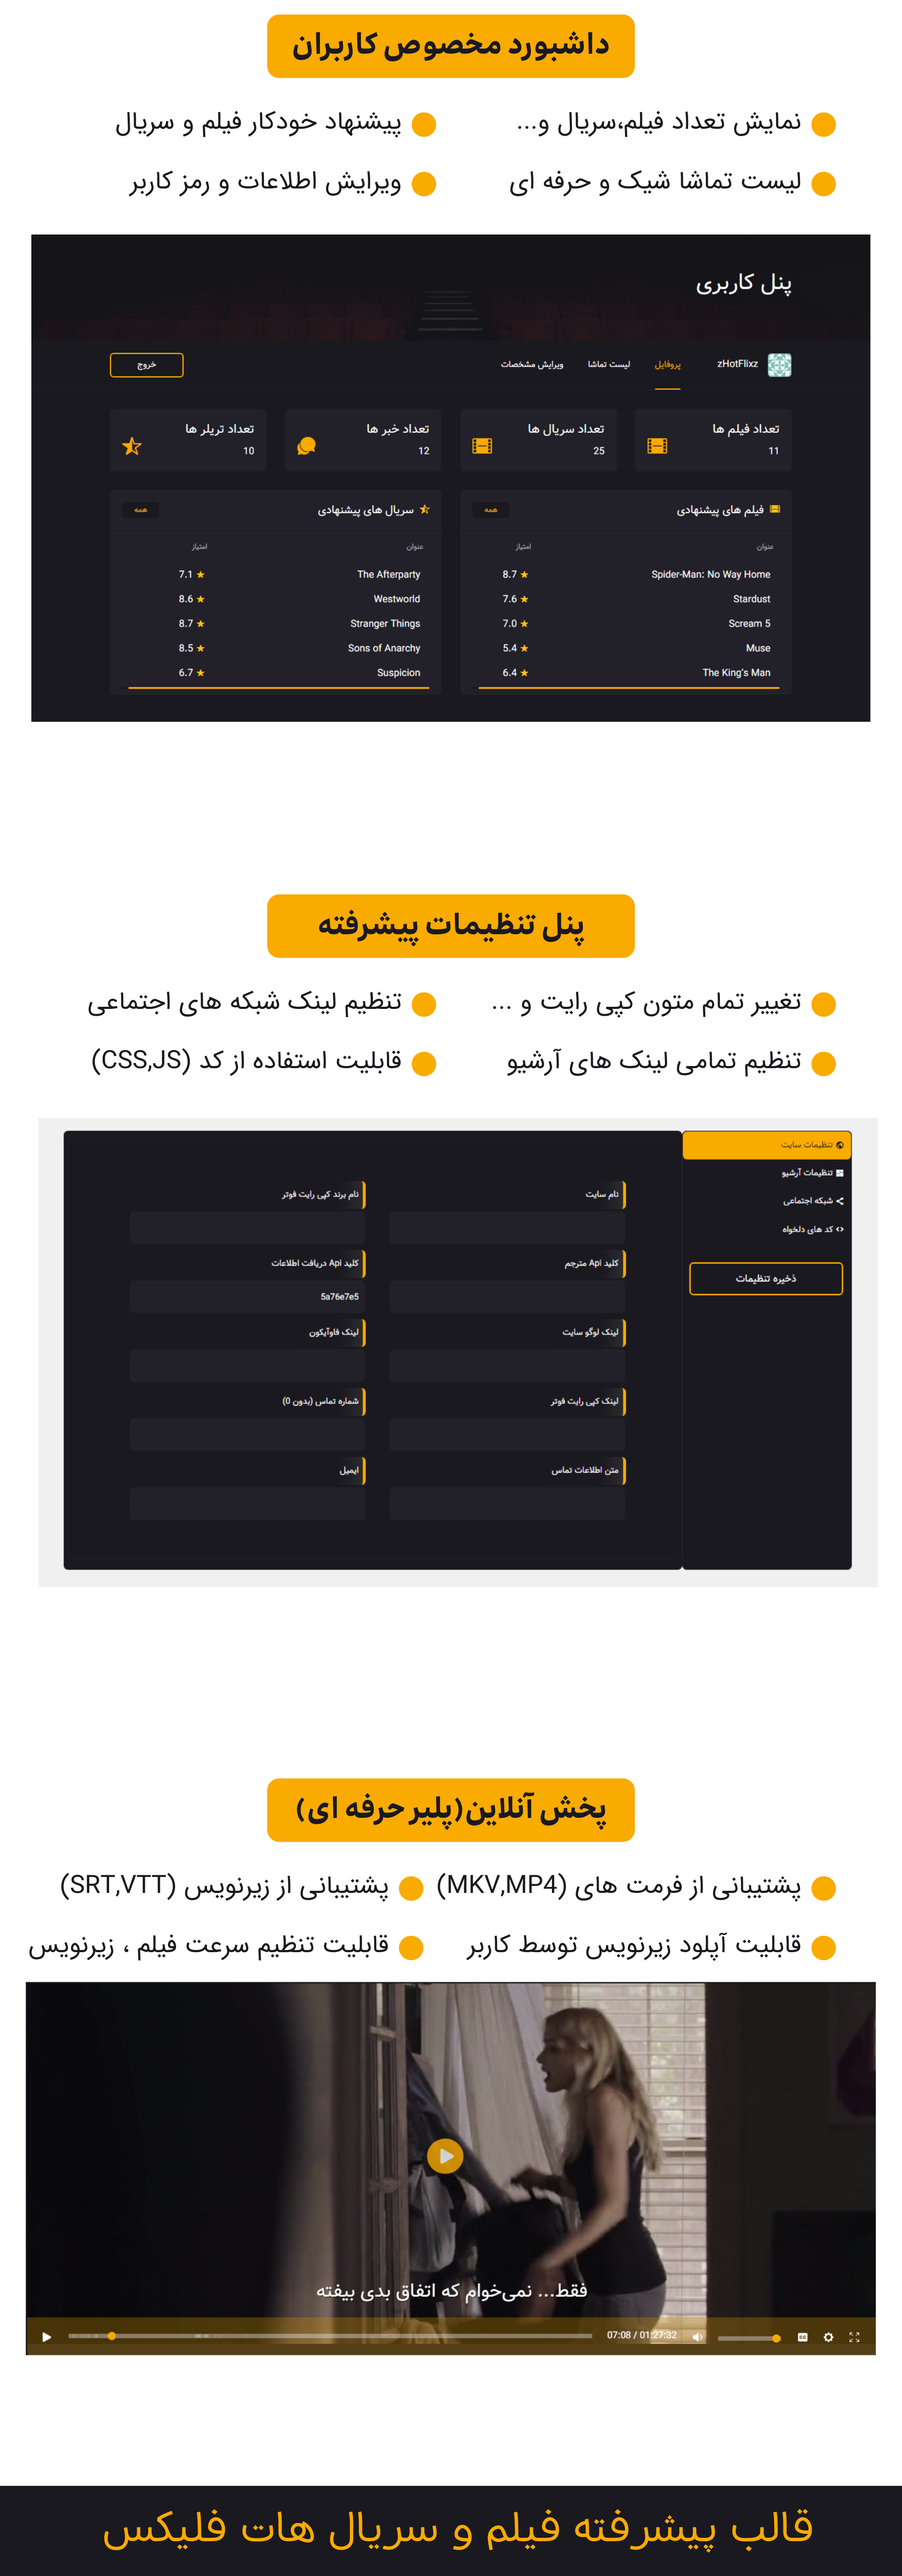 داشبورد مخصوص کاربران
نمایش تعداد فیلم،سریال و...
پیشنهاد خودکار فیلم و سریال
لیست تماشا شیک و حرفه ای
ویرایش اطلاعات و رمز کاربر
پنل کاربری
zHotFlixz
پروفایل
لیست تماشا
ویرایش مشخصات
خروج
تعداد فیلم ها
11
تعداد سریال ها
25
تعداد خبر ها
12
تعداد تریلر ها
10
فیلم های پیشنهادی
همه
عنوان امتیاز
Spider-Man: No Way Home 8.7
Stardust 7.6
Scream 5 7.0
Muse 5.4
The King's Man 6.4
سریال های پیشنهادی
همه
عنوان امتیاز
The Afterparty 7.1
Westworld 8.6
Stranger Things 8.7
Sons of Anarchy 8.5
Suspicion 6.7
پنل تنظیمات پیشرفته
تغییر تمام متون کپی رایت و ...
تنظیم لینک شبکه های اجتماعی
تنظیم تمامی لینک های آرشیو
قابلیت استفاده از کد (CSS,JS)
تنظیمات سایت
تنظیمات آرشیو
شبکه اجتماعی
کد های دلخواه
ذخیره تنظیمات
نام سایت
نام برند کپی رایت فوتر
کلید Api مترجم
کلید Api دریافت اطلاعات
5a76e7e5
لینک لوگو سایت
لینک فاوآیکون
لینک کپی رایت فوتر
شماره تماس (بدون 0)
متن اطلاعات تماس
ایمیل
پخش آنلاین(پلیر حرفه ای)
پشتیبانی از فرمت های (MKV,MP4)
پشتیبانی از زیرنویس (SRT,VTT)
قابلیت آپلود زیرنویس توسط کاربر
قابلیت تنظیم سرعت فیلم ، زیرنویس
فقط... نمی‌خوام که اتفاق بدی بیفته
07:08 / 01:27:32
CC
قالب پیشرفته فیلم و سریال هات فلیکس